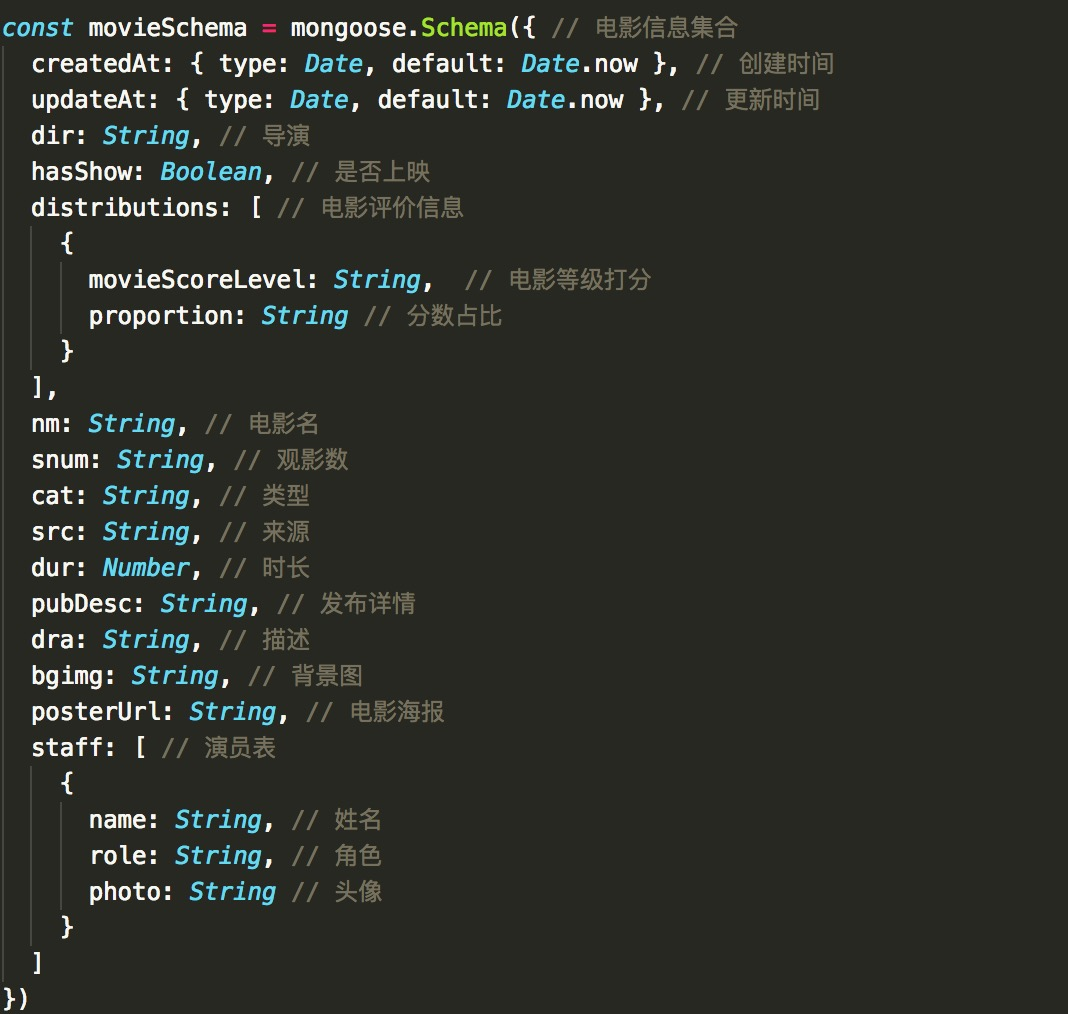 const movieSchema = mongoose.Schema({ // 电影信息集合
  createdAt: { type: Date, default: Date.now }, // 创建时间
  updateAt: { type: Date, default: Date.now }, // 更新时间
  dir: String, // 导演
  hasShow: Boolean, // 是否上映
  distributions: [ // 电影评价信息
    {
      movieScoreLevel: String,  // 电影等级打分
      proportion: String // 分数占比
    }
  ],
  nm: String, // 电影名
  snum: String, // 观影数
  cat: String, // 类型
  src: String, // 来源
  dur: Number, // 时长
  pubDesc: String, // 发布详情
  dra: String, // 描述
  bgimg: String, // 背景图
  posterUrl: String, // 电影海报
  staff: [ // 演员表
    {
      name: String, // 姓名
      role: String, // 角色
      photo: String // 头像
    }
  ]
})